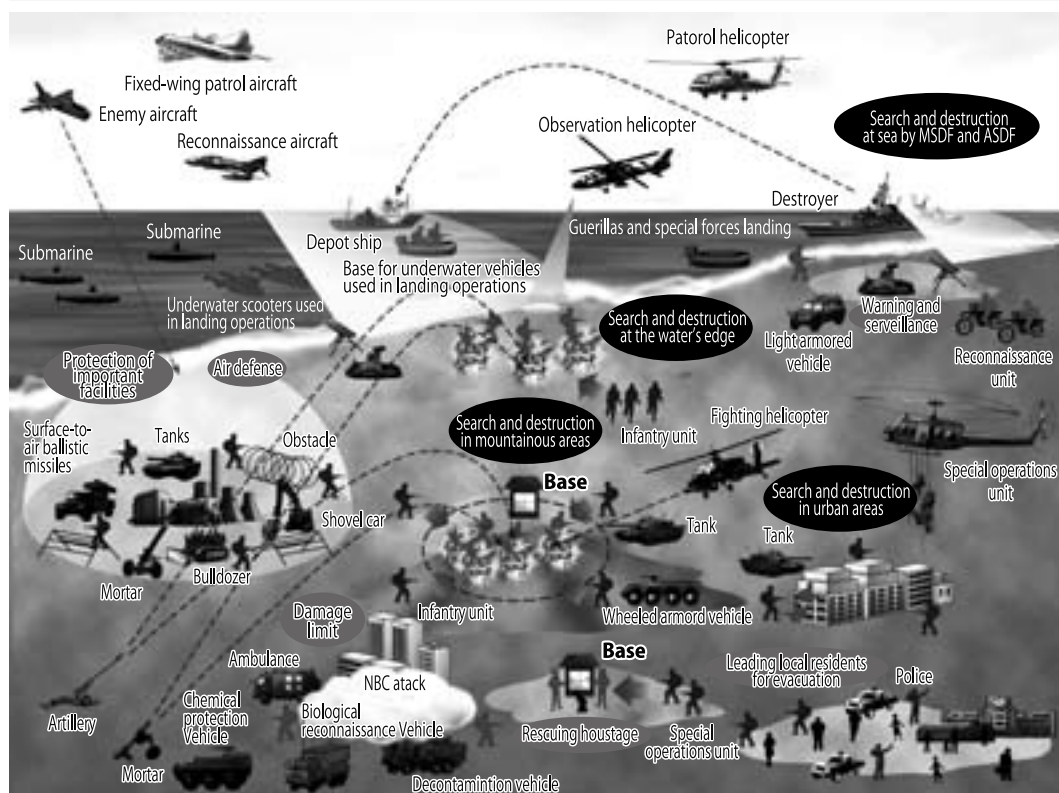 Patorol helicopter
Fixed-wing patrol aircraft
Enemy aircraft
Search and destruction
at sea by MSDF and ASDF
Observation helicopter
Reconnaissance aircraft
Destroyer
Guerillas and special forces landing
Submarine
Submarine
Depot ship
Base for underwater vehicles
used in landing operations
Underwater scooters used
in landing operations
Warning and
serveillance
Search and destruction
at the water's edge
Light armored
vehicle
Reconnaissance
unit
Protection of
important
facilities
Air defense
Infantry unit
Fighting helicopter
Search and destruction
in mountainous areas
Surface-to-
air ballistic
missiles
Tanks
Obstacle
Special operations
unit
Base
Search and destruction
in urban areas
Shovel car
Tank
Tank
Mortar
Bulldozer
Infantry unit
Wheeled armord vehicle
Damage
limit
Base
Leading local residents
for evacuation
Police
Ambulance
NBC atack
Artillery
Chemical
protection
Vehicle
Biological
reconnaissance Vehicle
Rescuing houstage
Special
operations unit
Mortar
Decontamintion vehicle